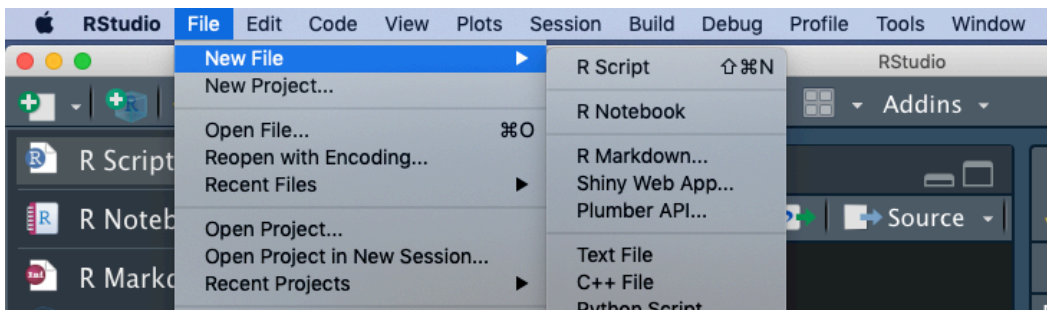 RStudio File Edit Code View Plots Session Build Debug Profile Tools Window
RStudio
New File
New Project...
Open File... ⌘O
Reopen with Encoding...
Recent Files
Open Project...
Open Project in New Session...
Recent Projects
R Script ⇧⌘N
R Notebook
R Markdown...
Shiny Web App...
Plumber API...
Text File
C++ File
Python Script
Addins
Source
R Script
R Noteb
R Markd